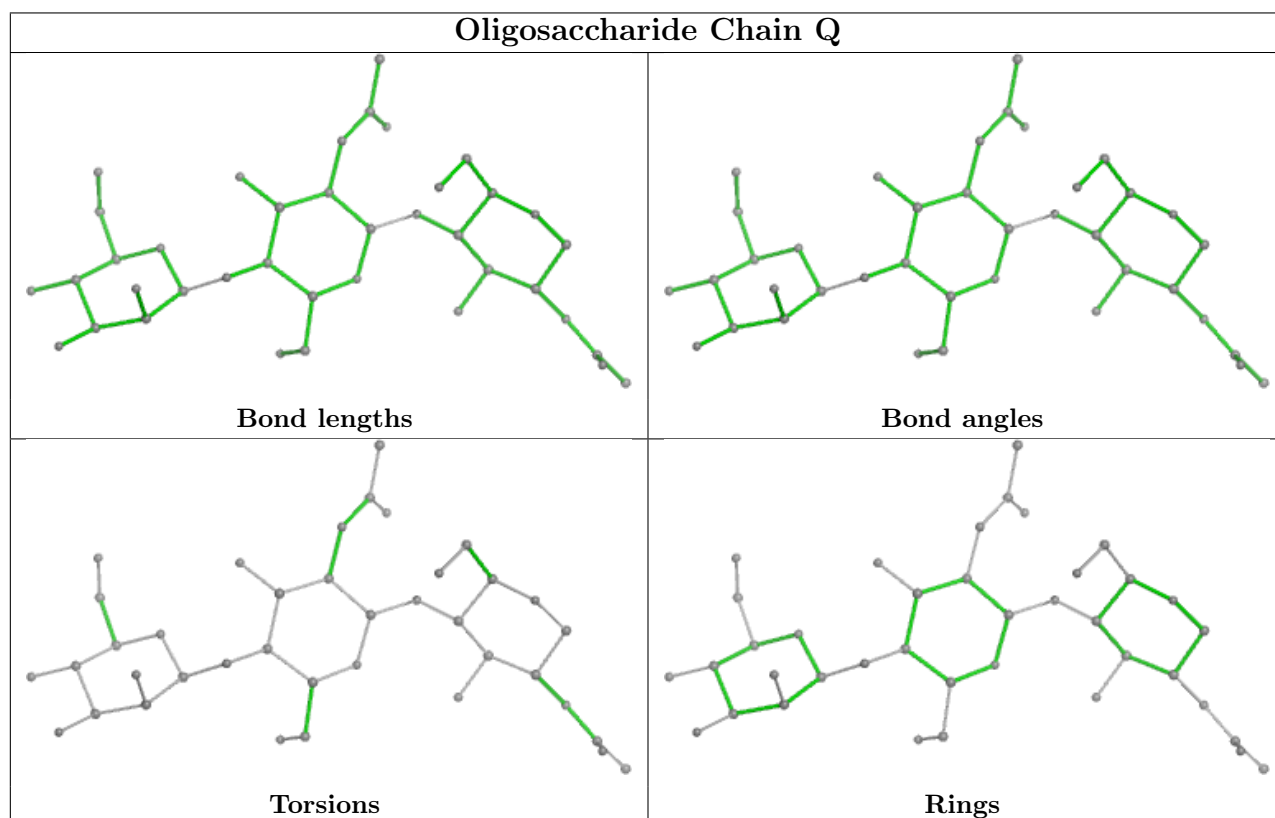 Oligosaccharide Chain Q
Bond lengths
Bond angles
Torsions
Rings